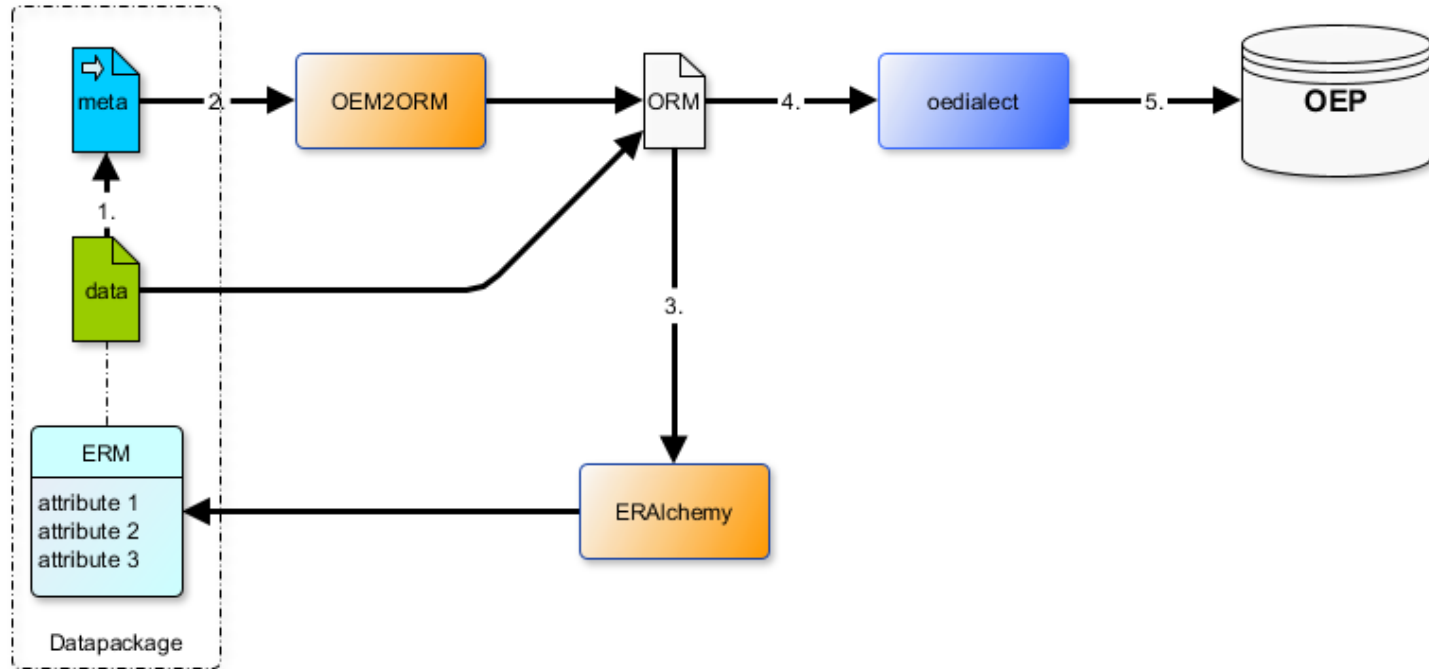 meta
2.
OEM2ORM
ORM
4.
oedialect
5.
OEP
1.
data
3.
ERM
attribute 1
attribute 2
attribute 3
ERAlchemy
Datapackage